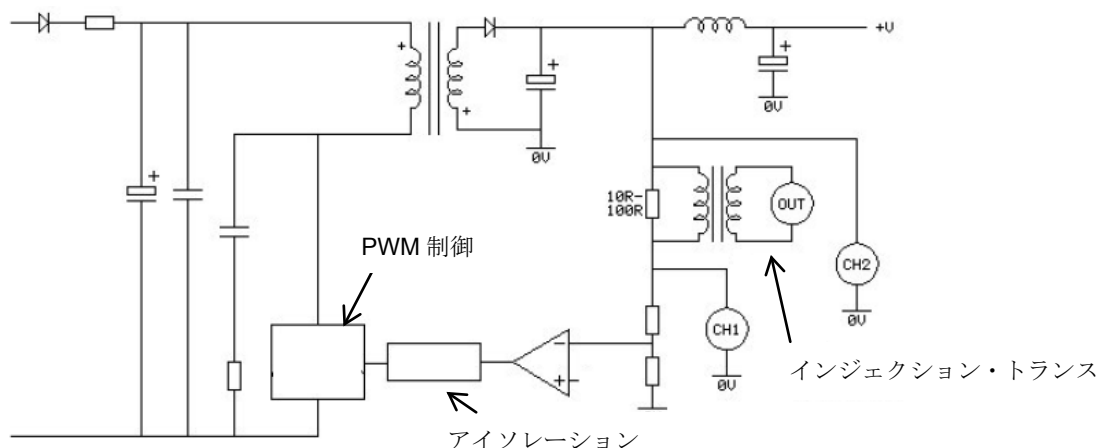 +V
+
+
+
+
0V
0V
+
10R-
100R
OUT
PWM 制御
CH2
0V
CH1
−
+
0V
インジェクション・トランス
アイソレーション